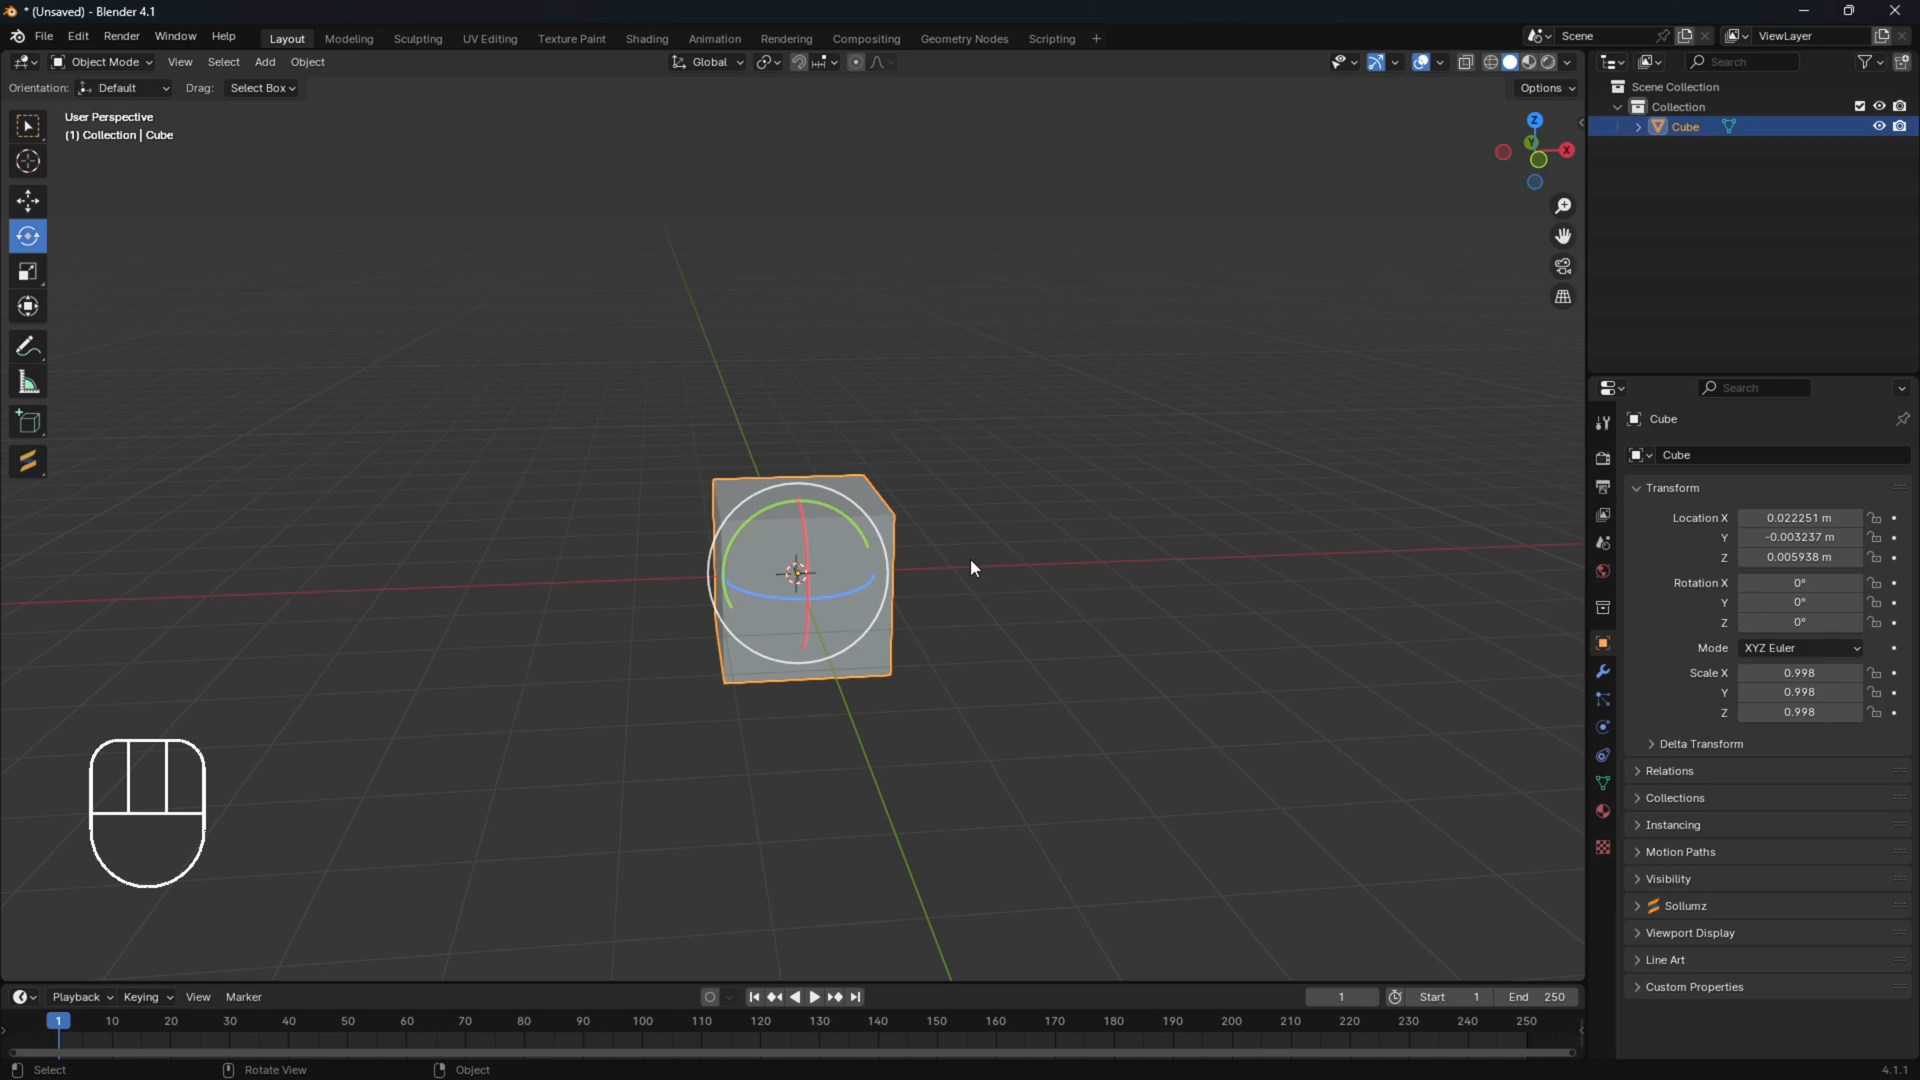 * (Unsaved) - Blender 4.1
File Edit Render Window Help
Layout Modeling Sculpting UV Editing Texture Paint Shading Animation Rendering Compositing Geometry Nodes Scripting +
Scene
ViewLayer
Object Mode View Select Add Object
Global
Search
Orientation: Default Drag: Select Box
Options
User Perspective
(1) Collection | Cube
Z
Y
X
Scene Collection
Collection
Cube
Search
Cube
Cube
Transform
Location X 0.022251 m
Y -0.003237 m
Z 0.005938 m
Rotation X 0°
Y 0°
Z 0°
Mode XYZ Euler
Scale X 0.998
Y 0.998
Z 0.998
Delta Transform
Relations
Collections
Instancing
Motion Paths
Visibility
Sollumz
Viewport Display
Line Art
Custom Properties
Playback Keying View Marker
1 Start 1 End 250
1 10 20 30 40 50 60 70 80 90 100 110 120 130 140 150 160 170 180 190 200 210 220 230 240 250
Select Rotate View Object
4.1.1